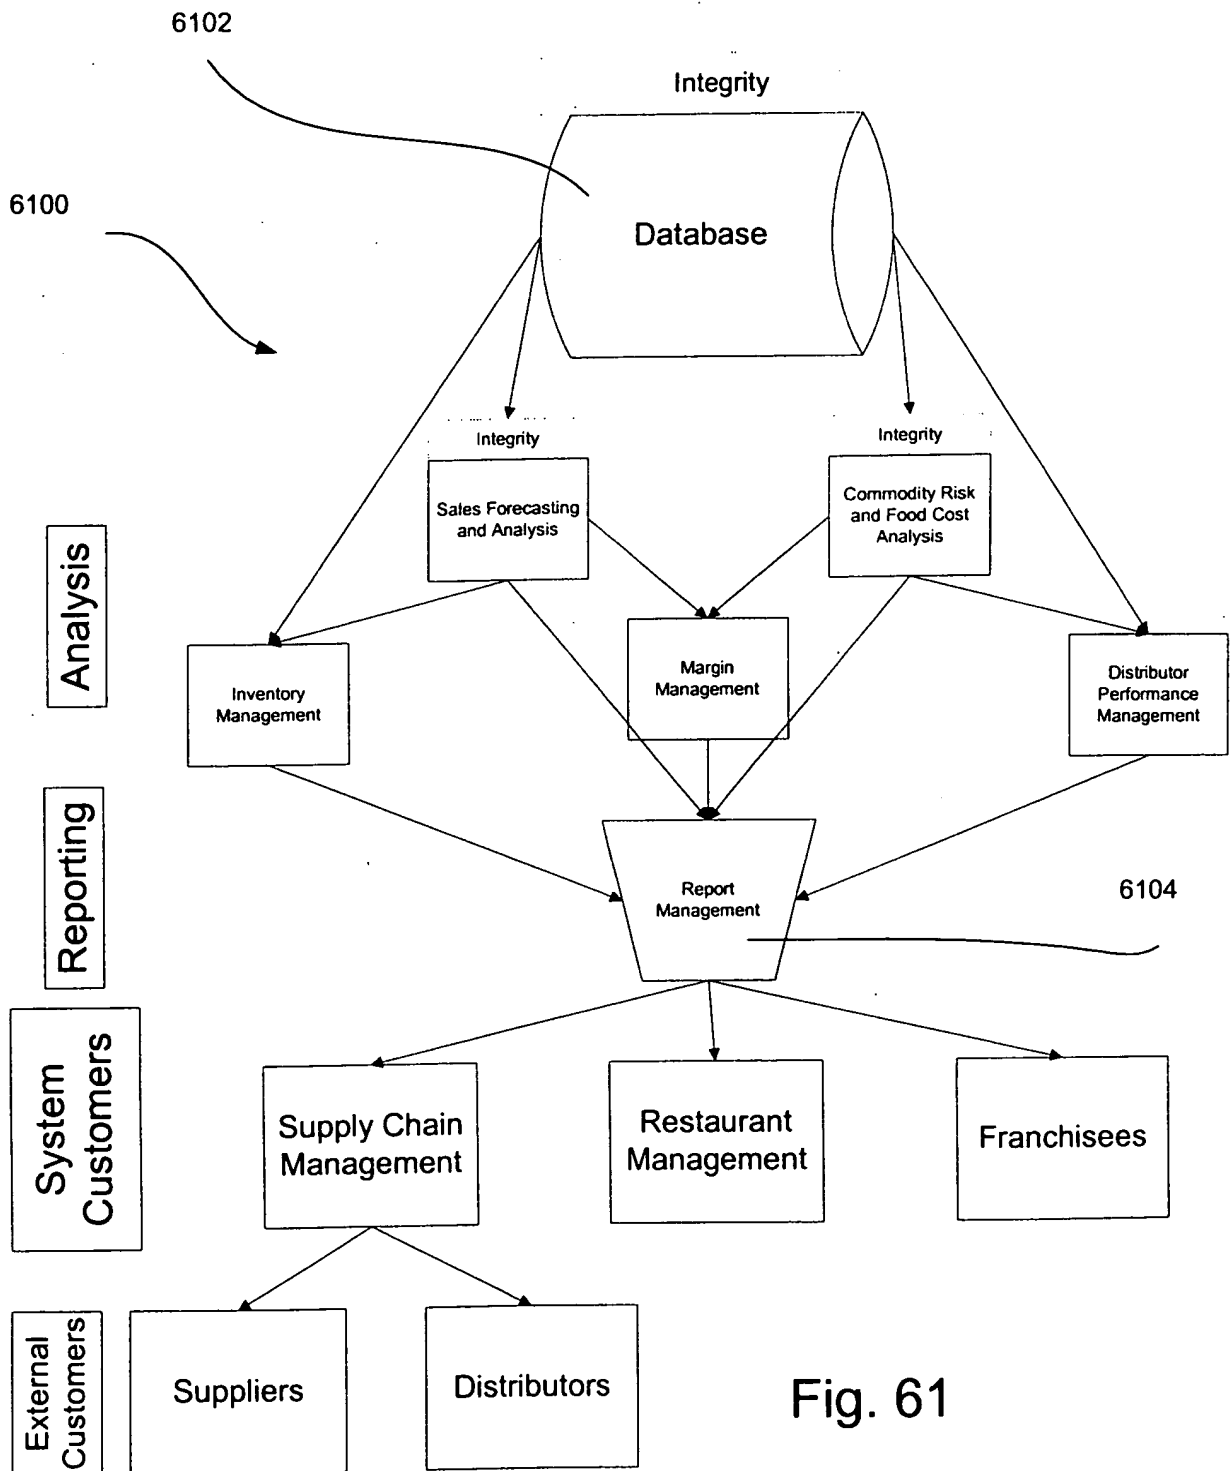 6102
Integrity
6100
Database
Integrity
Integrity
Sales Forecasting
and Analysis
Commodity Risk
and Food Cost
Analysis
Analysis
Inventory
Management
Margin
Management
Distributor
Performance
Management
Reporting
Report
Management
6104
System
Customers
Supply Chain
Management
Restaurant
Management
Franchisees
External
Customers
Suppliers
Distributors
Fig. 61